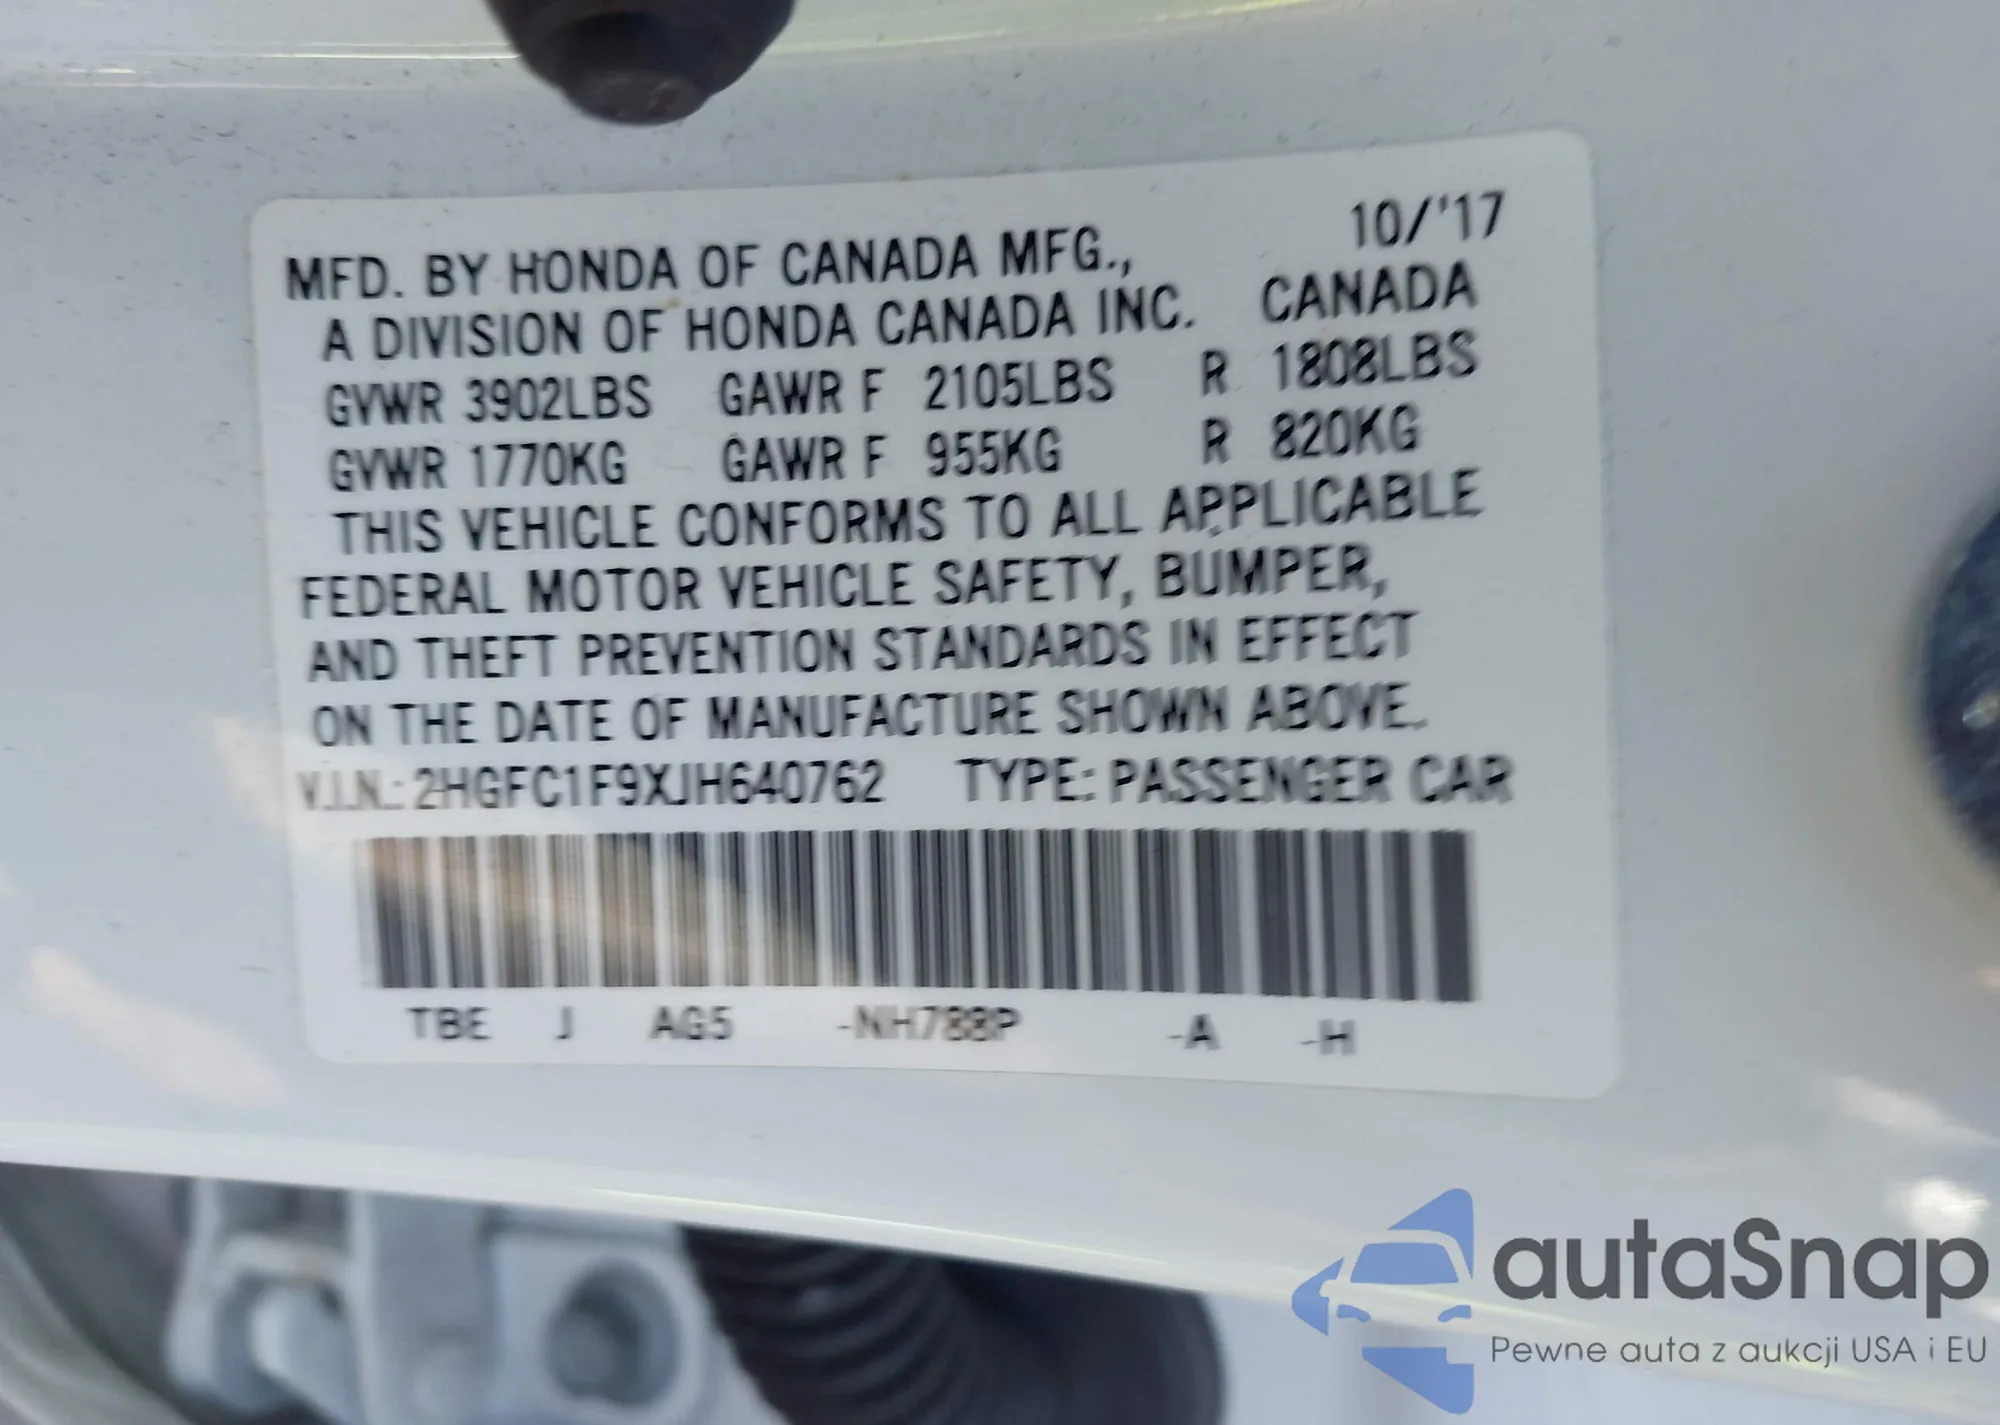 10/'17
MFD. BY HONDA OF CANADA MFG.,
A DIVISION OF HONDA CANADA INC. CANADA
GVWR 3902LBS GAWR F 2105LBS R 1808LBS
GVWR 1770KG GAWR F 955KG R 820KG
THIS VEHICLE CONFORMS TO ALL APPLICABLE
FEDERAL MOTOR VEHICLE SAFETY, BUMPER,
AND THEFT PREVENTION STANDARDS IN EFFECT
ON THE DATE OF MANUFACTURE SHOWN ABOVE.
V.I.N.: 2HGFC1F9XJH640762 TYPE: PASSENGER CAR
TBE J AG5 -NH788P -A -H
autaSnap
Pewne auta z aukcji USA i EU